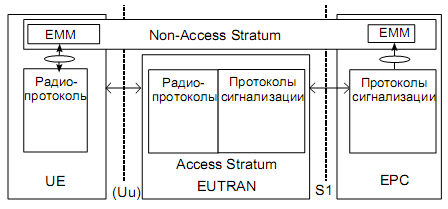 EMM
Non-Access Stratum
EMM
Радио-
протоколь
Радио-
протоколы
Протоколы
сигнализации
Протоколы
сигнализации
Access Stratum
UE
(Uu)
EUTRAN
S1
EPC